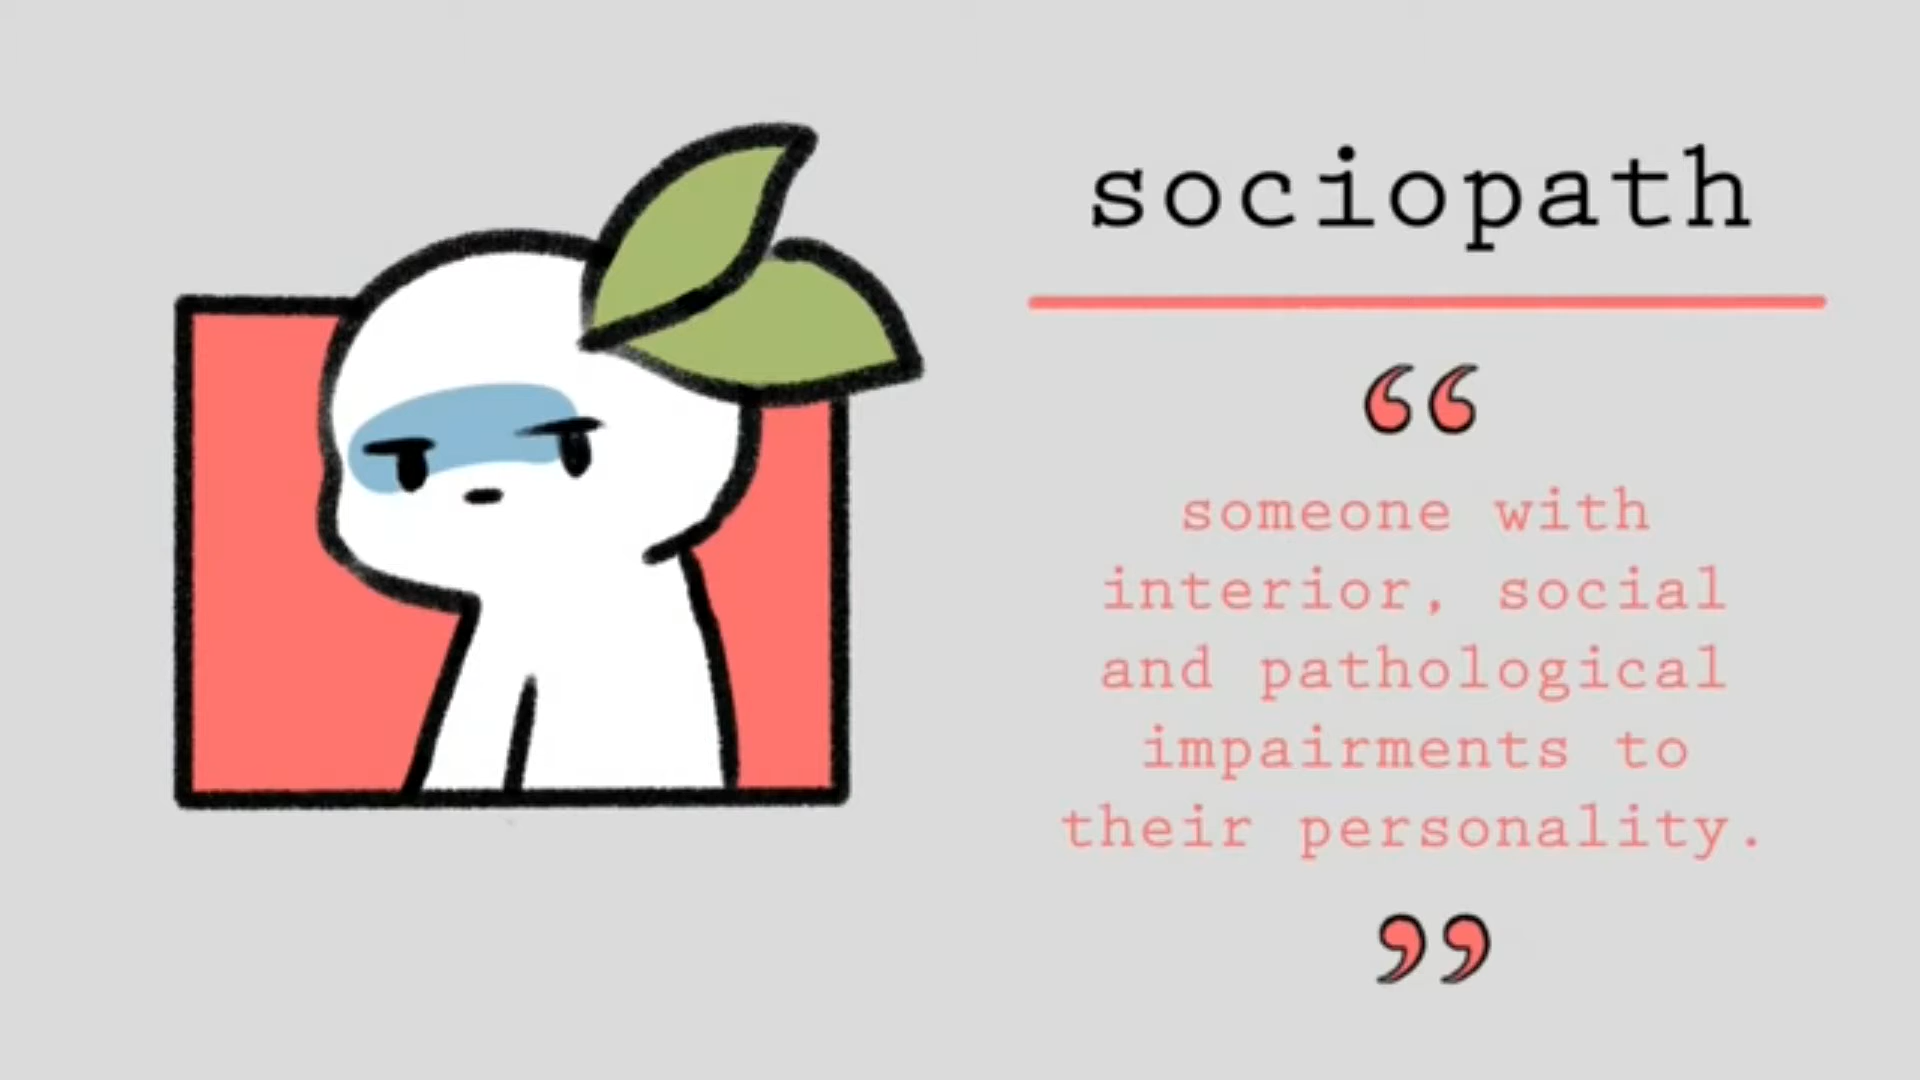 sociopath
“
someone with
interior, social
and pathological
impairments to
their personality.
”